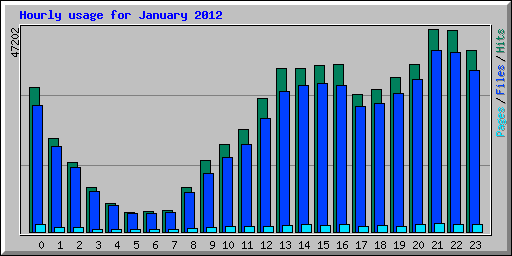 Hourly usage for January 2012
47202
Pages / Files / Hits
0 1 2 3 4 5 6 7 8 9 10 11 12 13 14 15 16 17 18 19 20 21 22 23